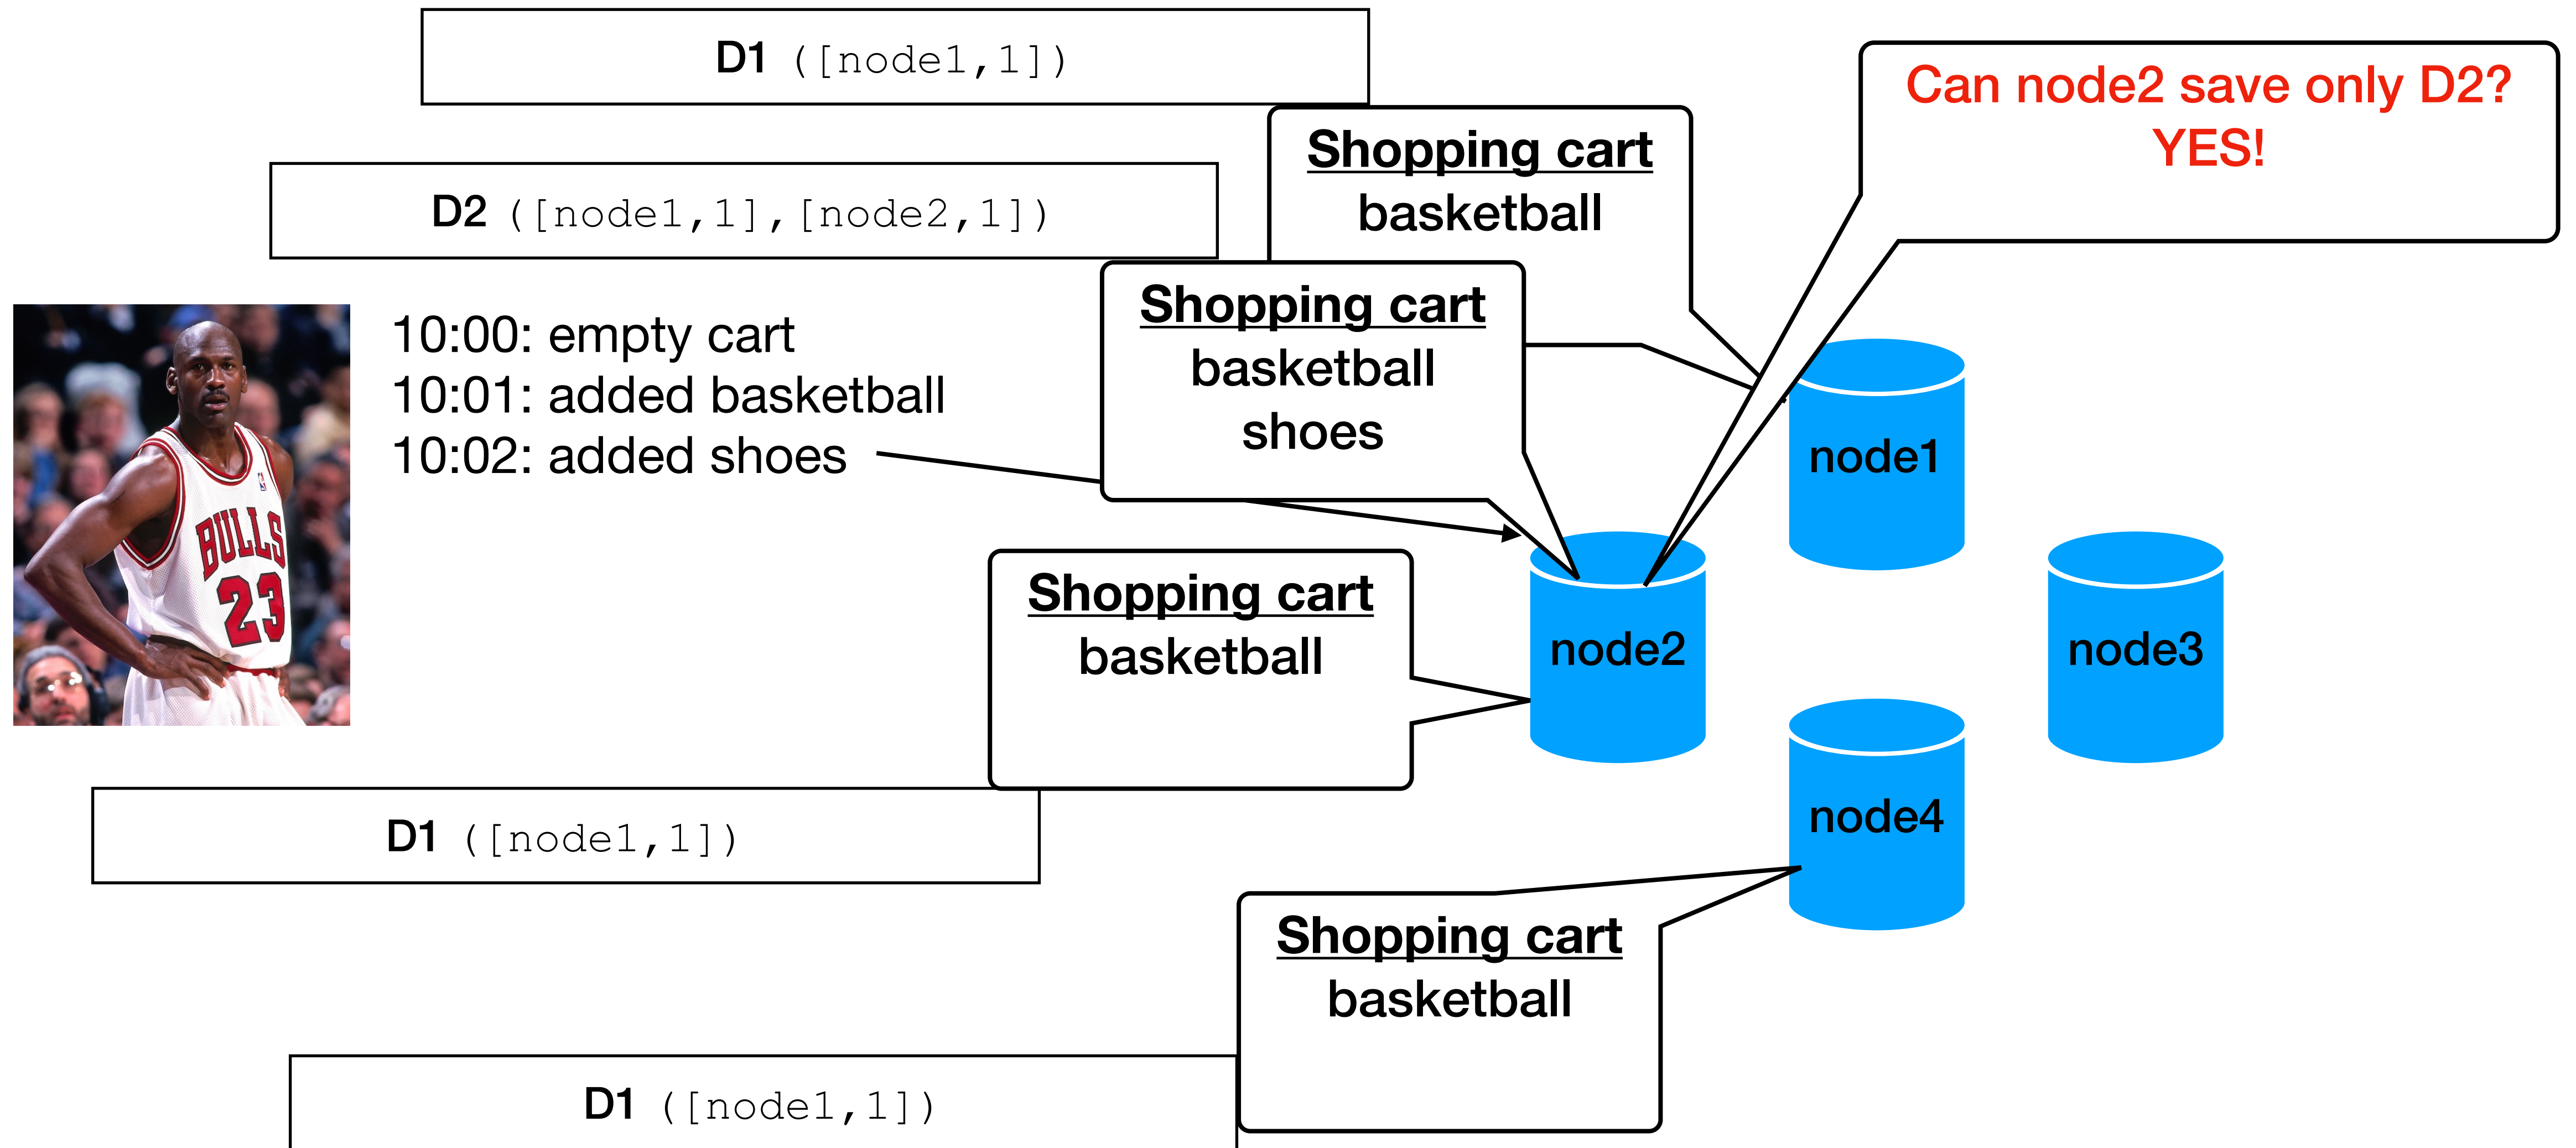 D1 ([node1,1])
Can node2 save only D2?
YES!
Shopping cart
basketball
D2 ([node1,1],[node2,1])
Shopping cart
basketball
shoes
10:00: empty cart
10:01: added basketball
10:02: added shoes
BULLS
23
node1
node2
node3
node4
Shopping cart
basketball
D1 ([node1,1])
Shopping cart
basketball
D1 ([node1,1])